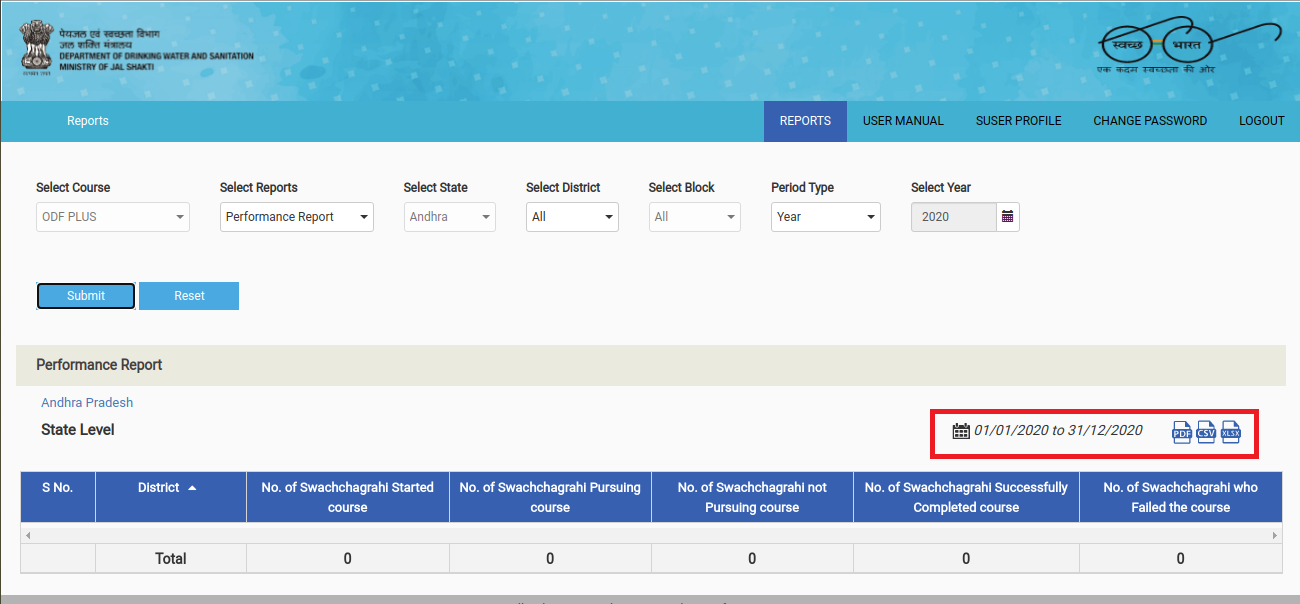 पेयजल एवं स्वच्छता विभाग
जल शक्ति मंत्रालय
DEPARTMENT OF DRINKING WATER AND SANITATION
MINISTRY OF JAL SHAKTI
स्वच्छ भारत
एक कदम स्वच्छता की ओर
Reports
REPORTS USER MANUAL SUSER PROFILE CHANGE PASSWORD LOGOUT
Select Course Select Reports Select State Select District Select Block Period Type Select Year
ODF PLUS Performance Report Andhra All All Year 2020
Submit Reset
Performance Report
Andhra Pradesh
State Level
01/01/2020 to 31/12/2020 PDF CSV XLSX
S No. District No. of Swachchagrahi Started course No. of Swachchagrahi Pursuing course No. of Swachchagrahi not Pursuing course No. of Swachchagrahi Successfully Completed course No. of Swachchagrahi who Failed the course
Total 0 0 0 0 0